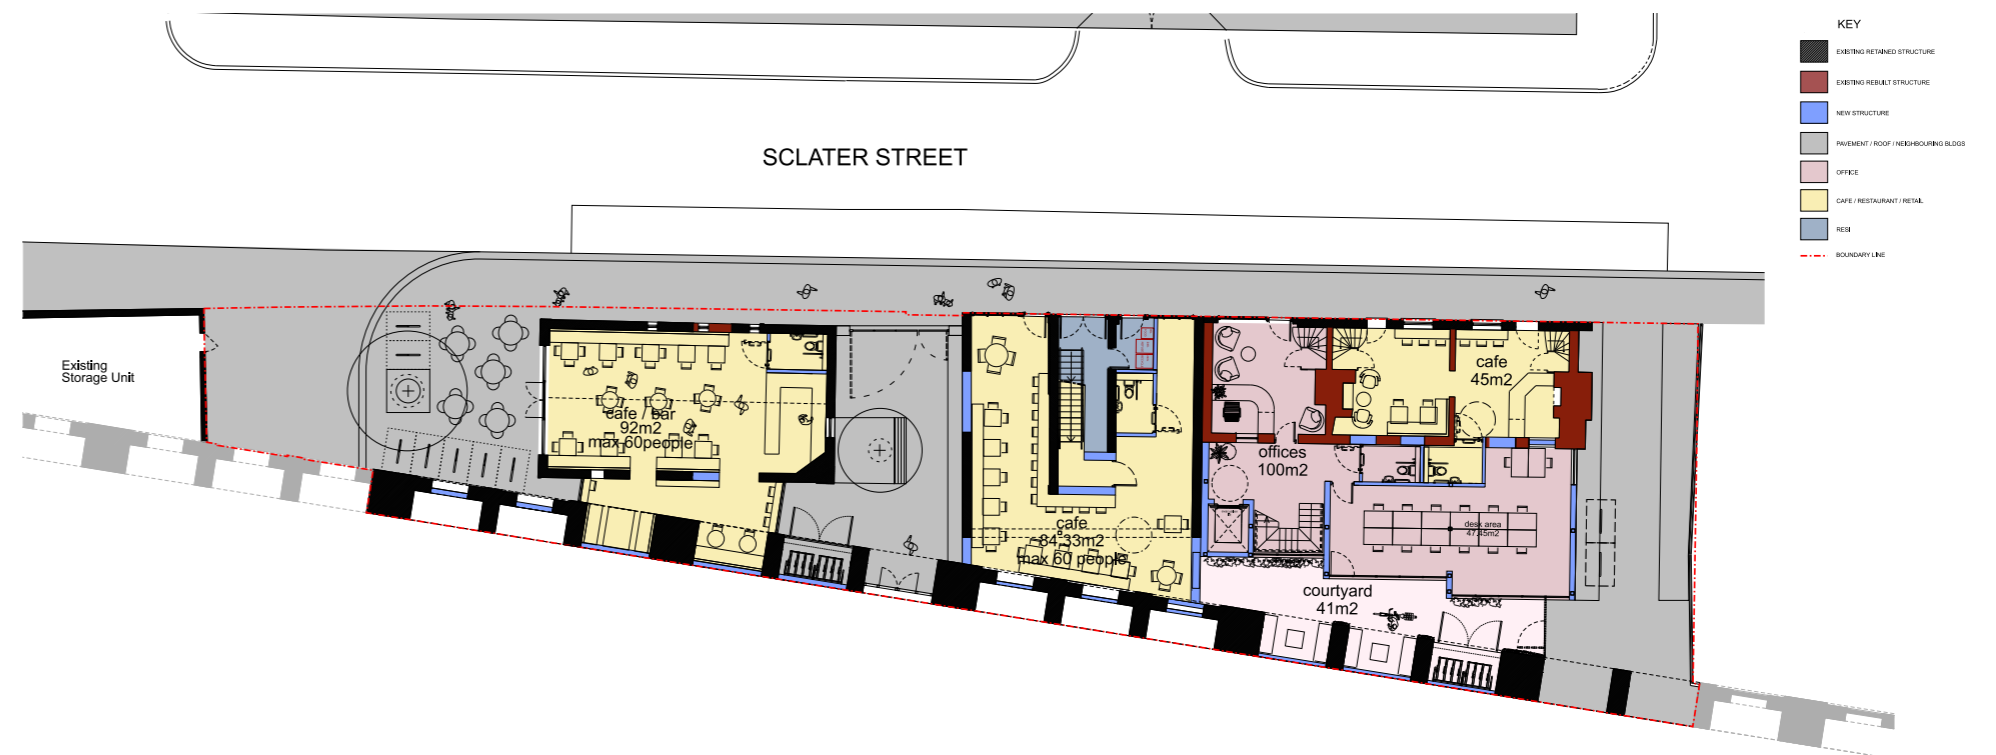 KEY
EXISTING RETAINED STRUCTURE
EXISTING REBUILT STRUCTURE
NEW STRUCTURE
PAVEMENT / ROOF / NEIGHBOURING BLDGS
OFFICE
CAFE / RESTAURANT / RETAIL
RESI
BOUNDARY LINE
SCLATER STREET
Existing
Storage Unit
cafe / bar
92m2
max 60people
cafe
84.33m2
max 60 people
offices
100m2
cafe
45m2
desk area
47.45m2
courtyard
41m2